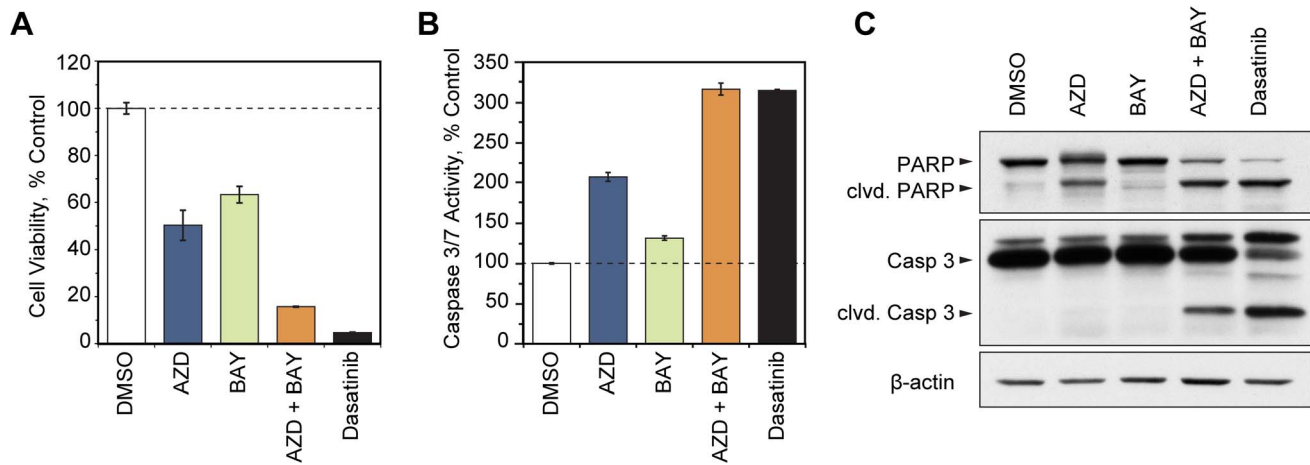 A
Cell Viability, % Control
120
100
80
60
40
20
0
DMSO
AZD
BAY
AZD + BAY
Dasatinib
B
Caspase 3/7 Activity, % Control
350
300
250
200
150
100
50
0
DMSO
AZD
BAY
AZD + BAY
Dasatinib
C
DMSO
AZD
BAY
AZD + BAY
Dasatinib
PARP
clvd. PARP
Casp 3
clvd. Casp 3
β-actin